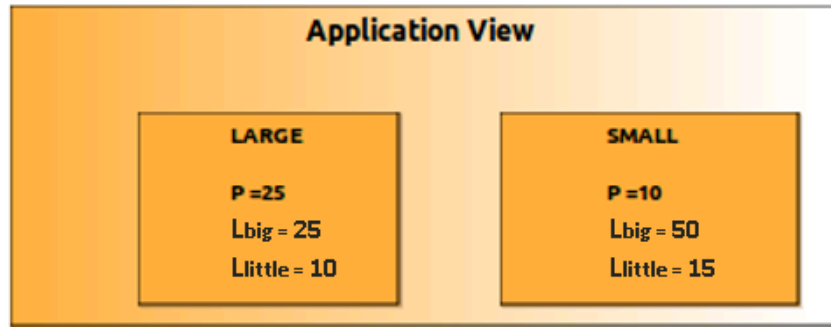 Application View
LARGE
P =25
Lbig = 25
Llittle = 10
SMALL
P =10
Lbig = 50
Llittle = 15